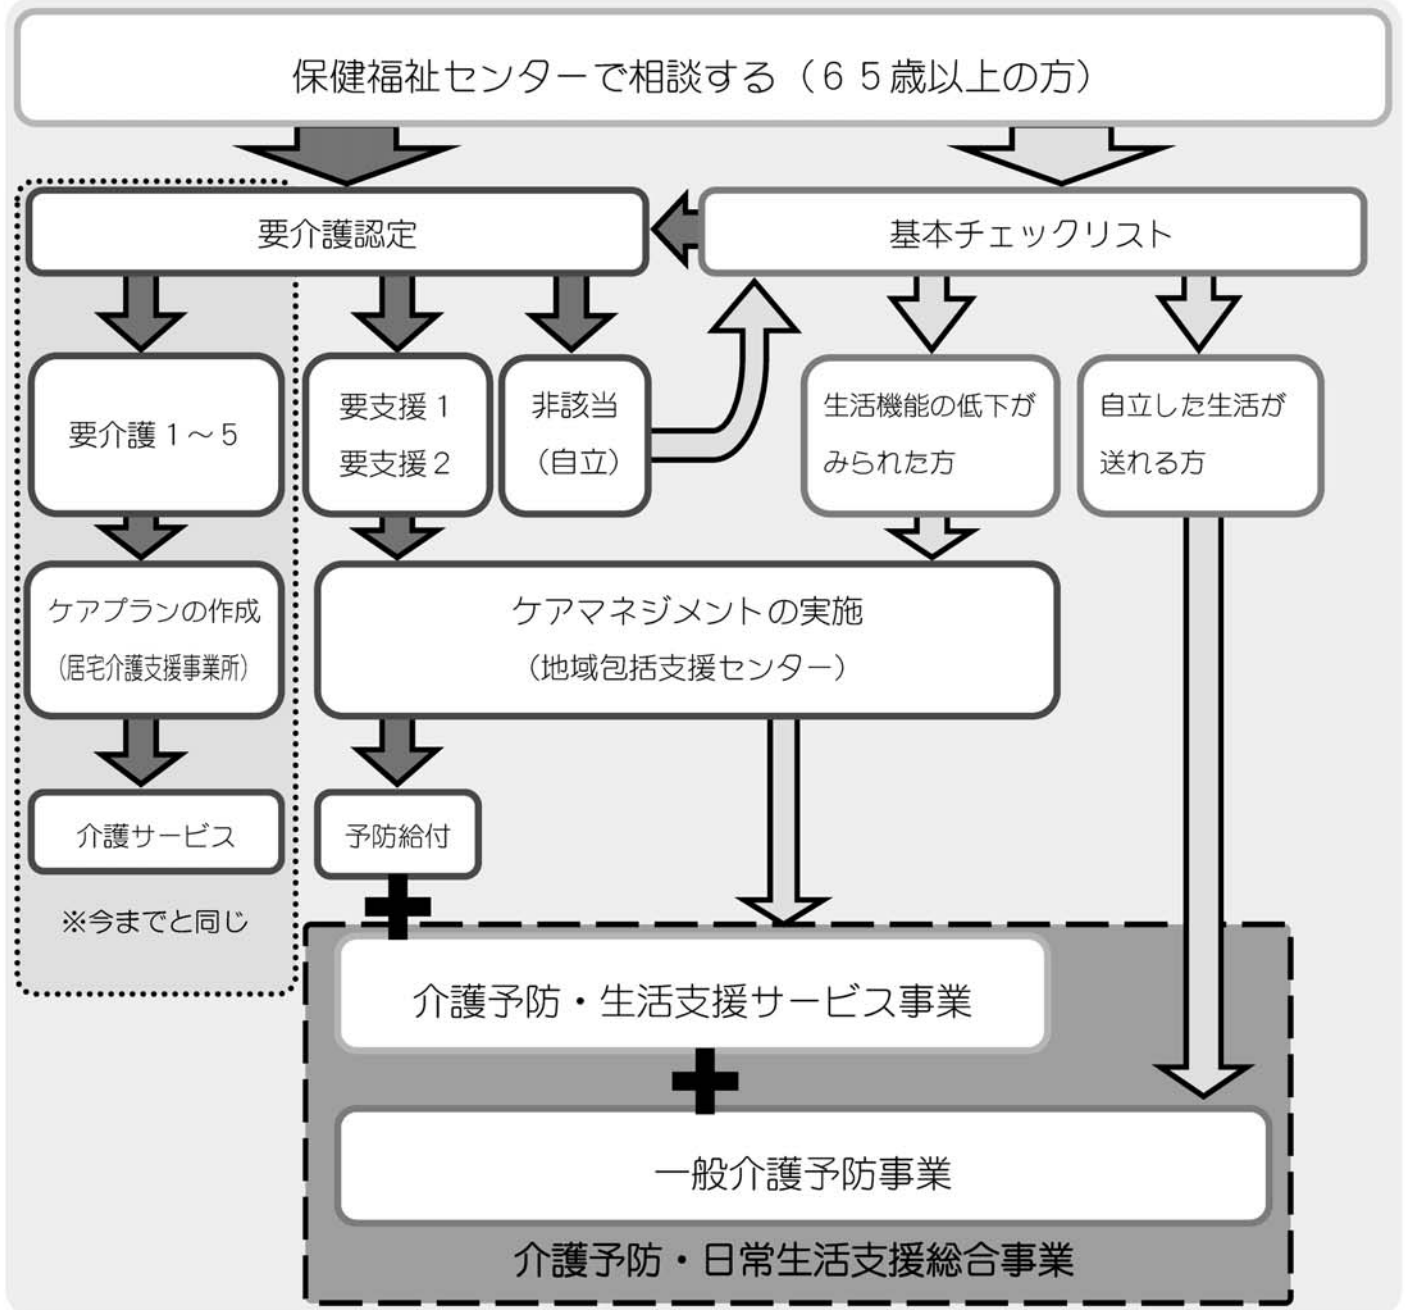 保健福祉センターで相談する（６５歳以上の方）
要介護認定
基本チェックリスト
要介護１～５
要支援１
要支援２
非該当
（自立）
生活機能の低下が
みられた方
自立した生活が
送れる方
ケアプランの作成
（居宅介護支援事業所）
ケアマネジメントの実施
（地域包括支援センター）
介護サービス
予防給付
※今までと同じ
介護予防・生活支援サービス事業
一般介護予防事業
介護予防・日常生活支援総合事業